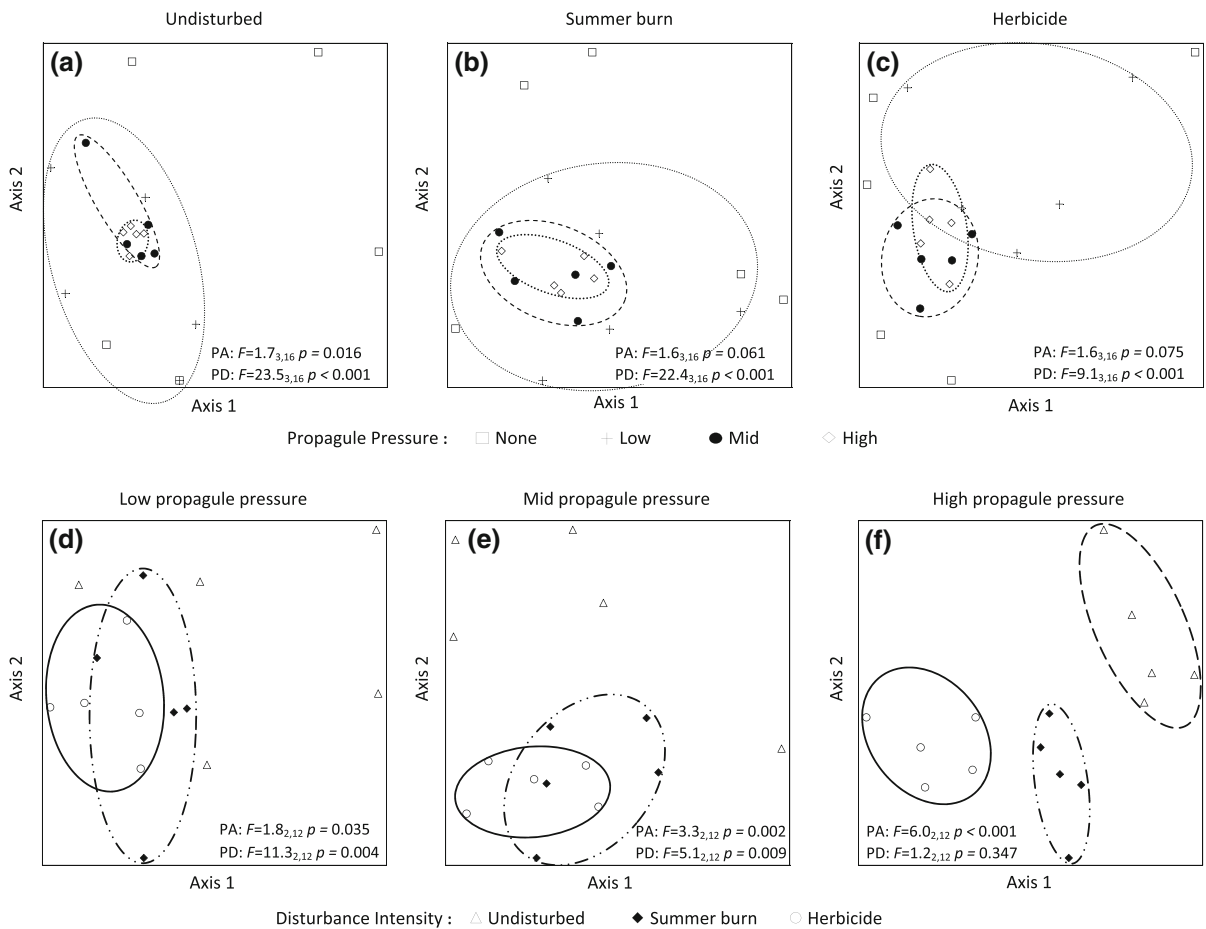 Undisturbed
Summer burn
Herbicide
(a)
(b)
(c)
Axis 2
Axis 2
Axis 2
PA: F=1.73,16 p = 0.016
PD: F=23.53,16 p < 0.001
PA: F=1.63,16 p = 0.061
PD: F=22.43,16 p < 0.001
PA: F=1.63,16 p = 0.075
PD: F=9.13,16 p < 0.001
Axis 1
Axis 1
Axis 1
Propagule Pressure : None Low Mid High
Low propagule pressure
Mid propagule pressure
High propagule pressure
(d)
(e)
(f)
Axis 2
Axis 2
Axis 2
PA: F=1.82,12 p = 0.035
PD: F=11.32,12 p = 0.004
PA: F=3.32,12 p = 0.002
PD: F=5.12,12 p = 0.009
PA: F=6.02,12 p < 0.001
PD: F=1.22,12 p = 0.347
Axis 1
Axis 1
Axis 1
Disturbance Intensity : Undisturbed Summer burn Herbicide